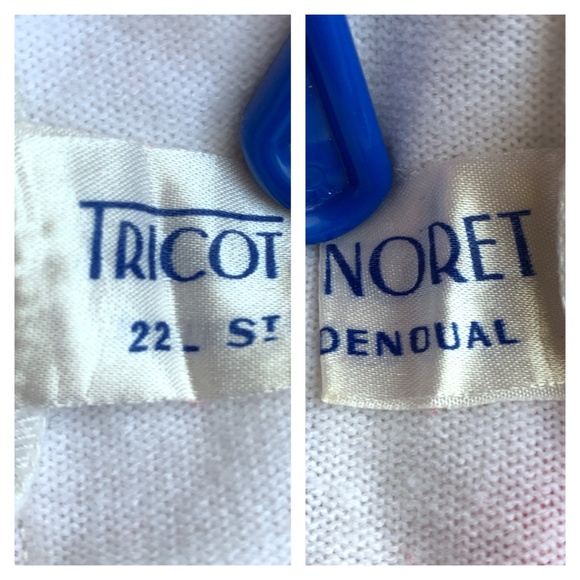 TRICOT NORET
22_ ST DENOUAL